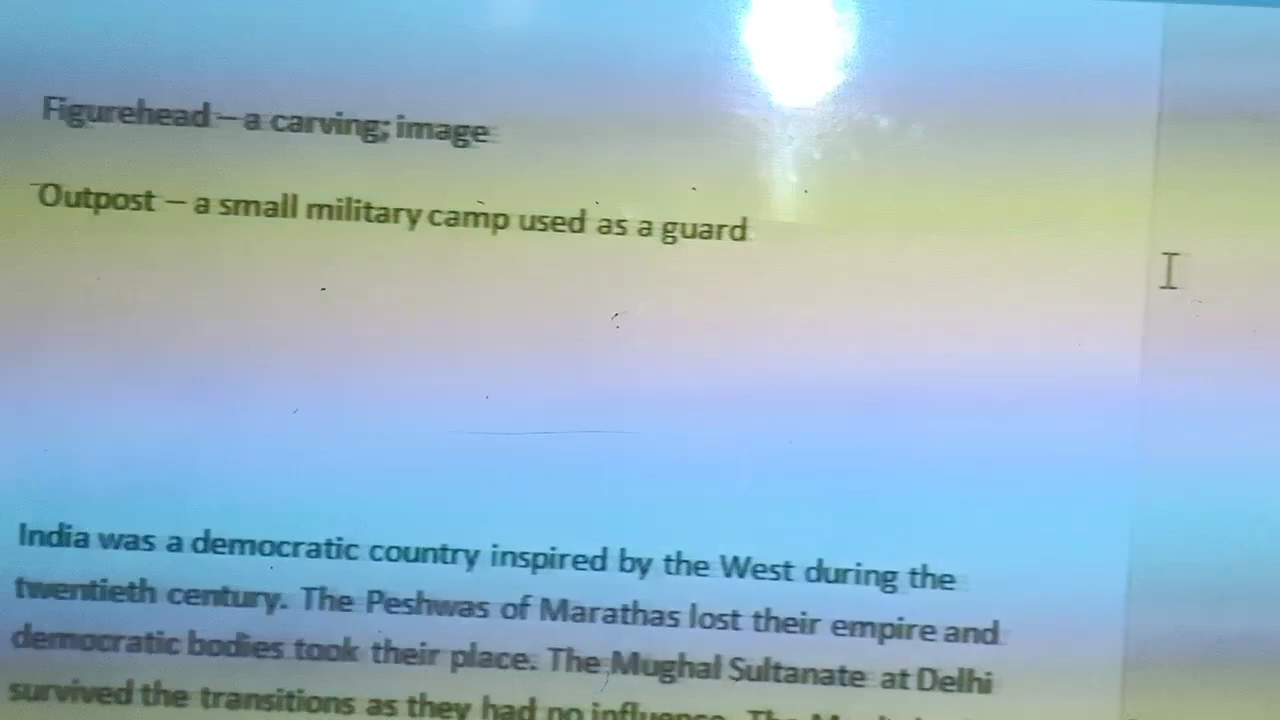 Figurehead – a carving; image
Outpost – a small military camp used as a guard
India was a democratic country inspired by the West during the
twentieth century. The Peshwas of Marathas lost their empire and
democratic bodies took their place. The Mughal Sultanate at Delhi
survived the transitions as they had no influence. The